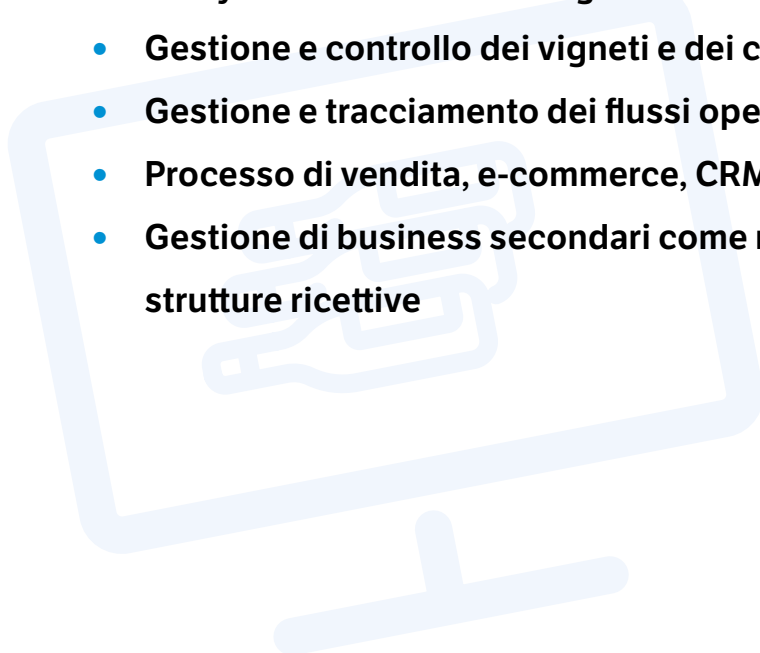 Gestione e controllo dei vigneti e dei
Gestione e tracciamento dei flussi
Processo di vendita, e-commerce, CRM
Gestione di business secondari come
strutture ricettive